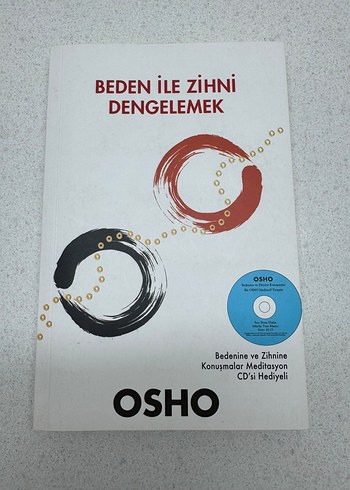 BEDEN İLE ZİHNİ
DENGELEMEK
OSHO
Bedenine ve Zihnine
Konuşmalar Meditasyon
CD'si Hediyeli
OSHO